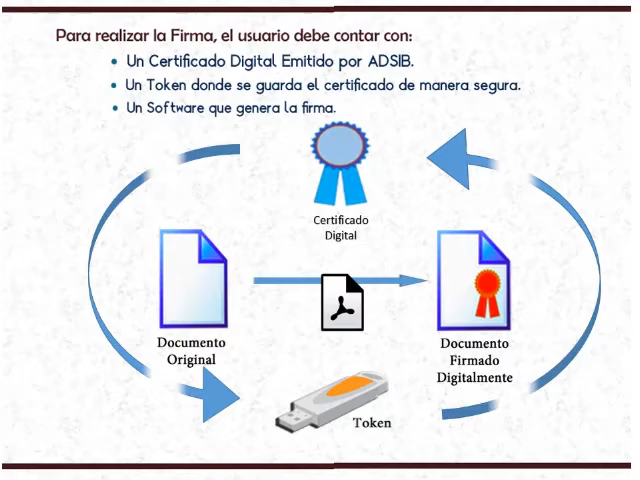 Para realizar la Firma, el usuario debe contar con:
• Un Certificado Digital Emitido por ADSIB.
• Un Token donde se guarda el certificado de manera segura.
• Un Software que genera la firma.
Certificado
Digital
Documento
Original
Documento
Firmado
Digitalmente
Token